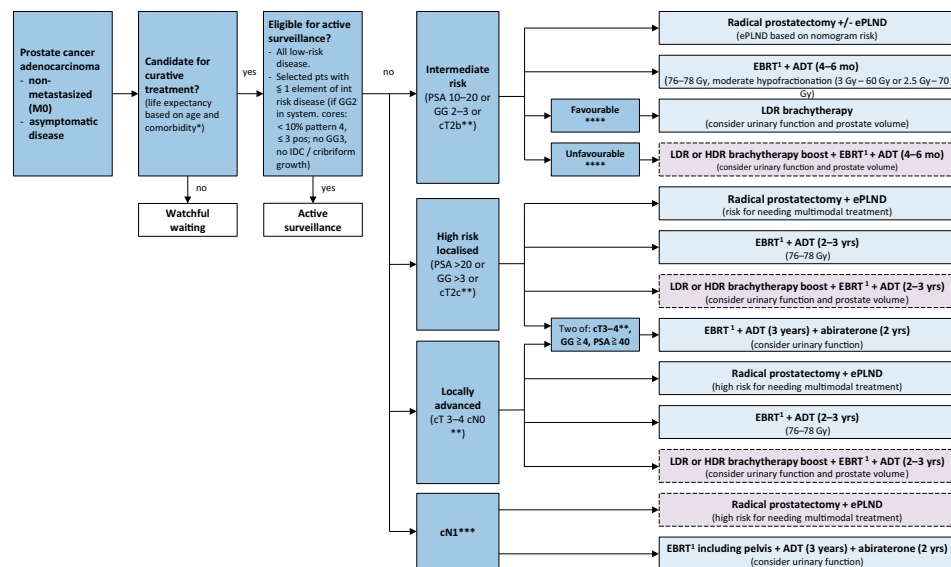 Prostate cancer
adenocarcinoma
- non-
metastasized
(M0)
- asymptomatic
disease
Candidate for
curative
treatment?
(life expectancy
based on age and
comorbidity*)
yes
no
Watchful
waiting
Eligible for active
surveillance?
- All low-risk
disease.
- Selected pts with
≦ 1 element of int
risk disease (if GG2
in system. cores:
< 10% pattern 4,
≤ 3 pos; no GG3,
no IDC / cribriform
growth)
no
yes
Active
surveillance
Intermediate
risk
(PSA 10–20 or
GG 2–3 or
cT2b**)
Radical prostatectomy +/- ePLND
(ePLND based on nomogram risk)
EBRT¹ + ADT (4–6 mo)
(76–78 Gy, moderate hypofractionation (3 Gy – 60 Gy or 2.5 Gy – 70
Gy)
Favourable
****
LDR brachytherapy
(consider urinary function and prostate volume)
Unfavourable
****
LDR or HDR brachytherapy boost + EBRT¹ + ADT (4–6 mo)
(consider urinary function and prostate volume)
High risk
localised
(PSA >20 or
GG >3 or
cT2c**)
Radical prostatectomy + ePLND
(risk for needing multimodal treatment)
EBRT¹ + ADT (2–3 yrs)
(76–78 Gy)
LDR or HDR brachytherapy boost + EBRT ¹ + ADT (2–3 yrs)
(consider urinary function and prostate volume)
Two of: cT3–4**,
GG ≧ 4, PSA ≧ 40
EBRT ¹ + ADT (3 years) + abiraterone (2 yrs)
(consider urinary function)
Locally
advanced
(cT 3–4 cN0
**)
Radical prostatectomy + ePLND
(high risk for needing multimodal treatment)
EBRT¹ + ADT (2–3 yrs)
(76–78 Gy)
LDR or HDR brachytherapy boost + EBRT ¹ + ADT (2–3 yrs)
(consider urinary function and prostate volume)
cN1***
Radical prostatectomy + ePLND
(high risk for needing multimodal treatment)
EBRT¹ including pelvis + ADT (3 years) + abiraterone (2 yrs)
(consider urinary function)